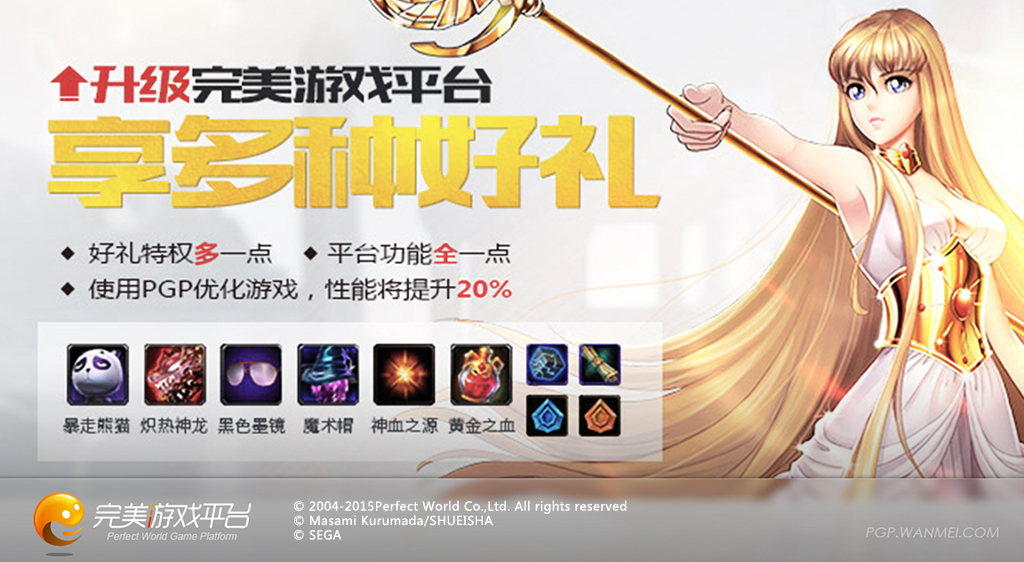 升级完美游戏平台
享多种好礼
◆ 好礼特权多一点 ◆ 平台功能全一点
◆ 使用PGP优化游戏，性能将提升20%
暴走熊猫 炽热神龙 黑色墨镜 魔术帽 神血之源 黄金之血
完美游戏平台
Perfect World Game Platform
© 2004-2015Perfect World Co.,Ltd. All rights reserved
© Masami Kurumada/SHUEISHA
© SEGA
PGP.WANMEI.COM